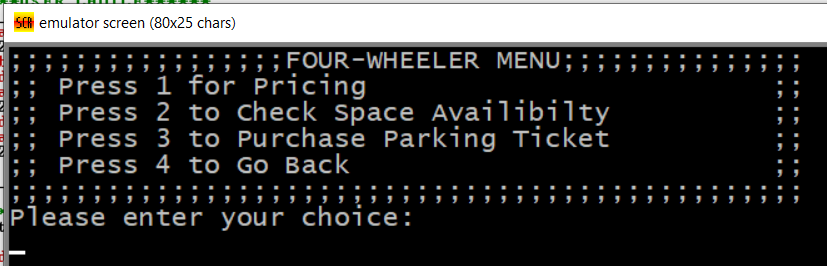 emulator screen (80x25 chars)
;;;;;;;;;;;;;;;;;FOUR-WHEELER MENU;;;;;;;;;;;;;;;
;; Press 1 for Pricing                         ;;
;; Press 2 to Check Space Availibilty          ;;
;; Press 3 to Purchase Parking Ticket          ;;
;; Press 4 to Go Back                          ;;
;;;;;;;;;;;;;;;;;;;;;;;;;;;;;;;;;;;;;;;;;;;;;;;;;
Please enter your choice: